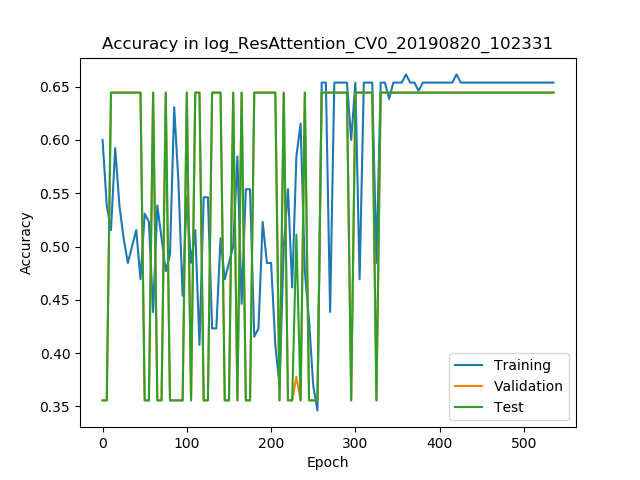 Accuracy in log_ResAttention_CV0_20190820_102331
0.65
0.60
0.55
0.50
0.45
0.40
0.35
Accuracy
0
100
200
300
400
500
Epoch
Training
Validation
Test